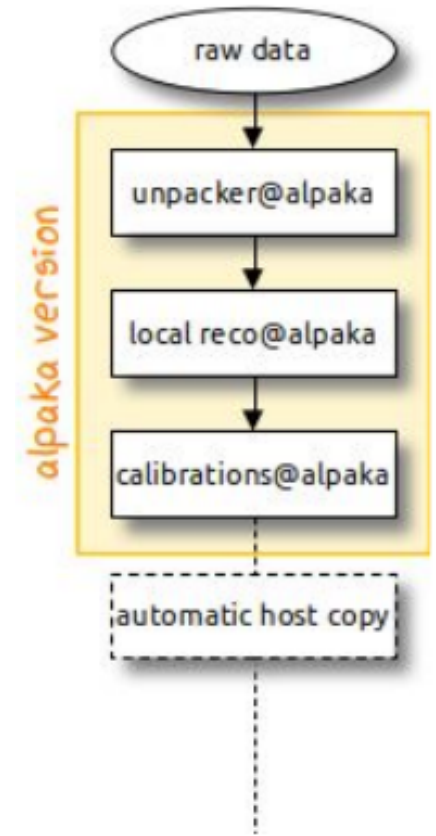 raw data
alpaka version
unpacker@alpaka
local reco@alpaka
calibrations@alpaka
automatic host copy